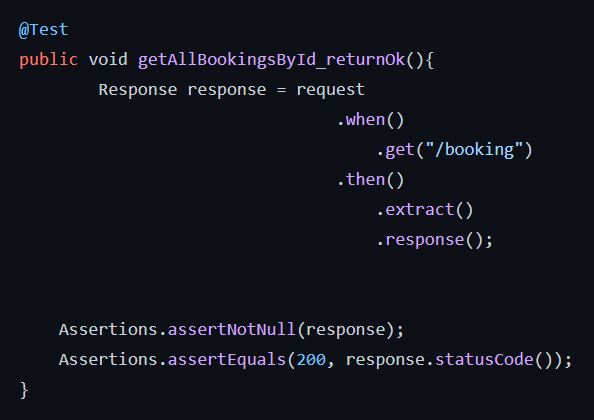 @Test
public void getAllBookingsById_returnOk(){
Response response = request
.when()
.get("/booking")
.then()
.extract()
.response();
Assertions.assertNotNull(response);
Assertions.assertEquals(200, response.statusCode());
}